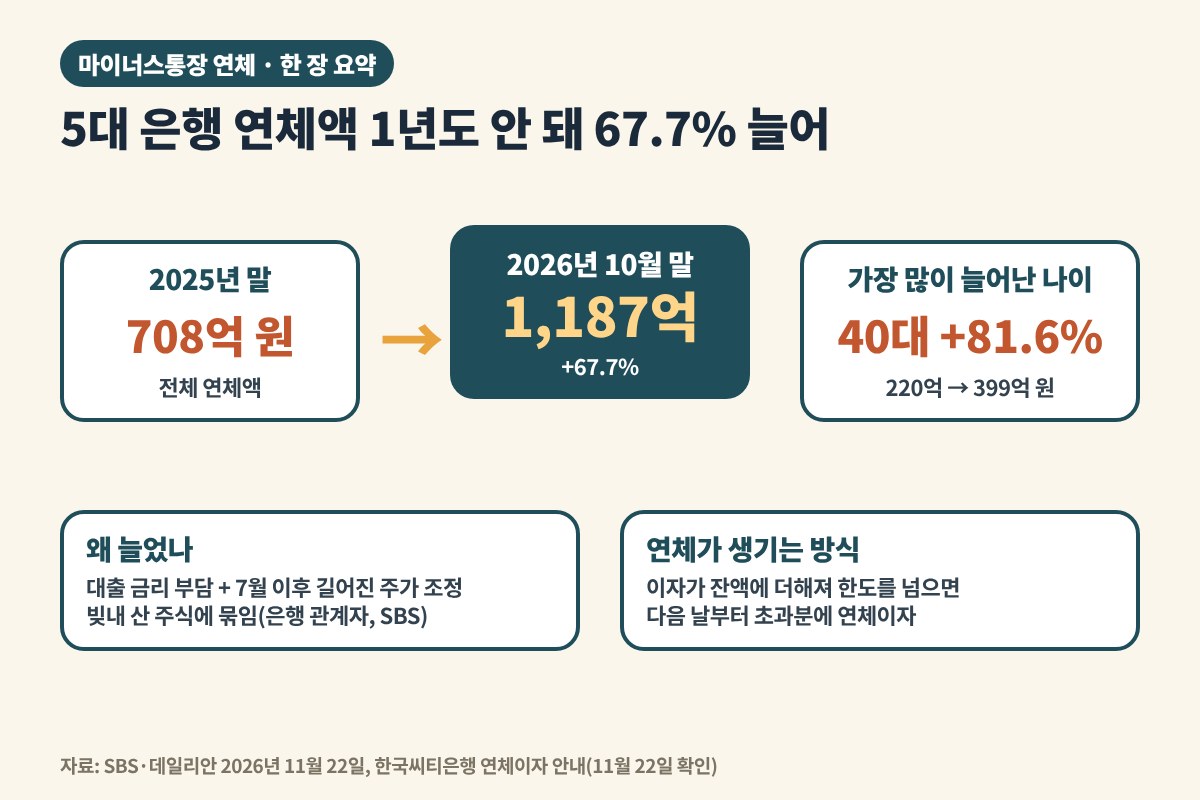 마이너스통장 연체 · 한 장 요약
5대 은행 연체액 1년도 안 돼 67.7% 늘어
2025년 말
708억 원
전체 연체액
→
2026년 10월 말
1,187억
+67.7%
가장 많이 늘어난 나이
40대 +81.6%
220억 → 399억 원
왜 늘었나
대출 금리 부담 + 7월 이후 길어진 주가 조정
빚내 산 주식에 묶임(은행 관계자, SBS)
연체가 생기는 방식
이자가 잔액에 더해져 한도를 넘으면
다음 날부터 초과분에 연체이자
자료: SBS·데일리안 2026년 11월 22일, 한국씨티은행 연체이자 안내(11월 22일 확인)